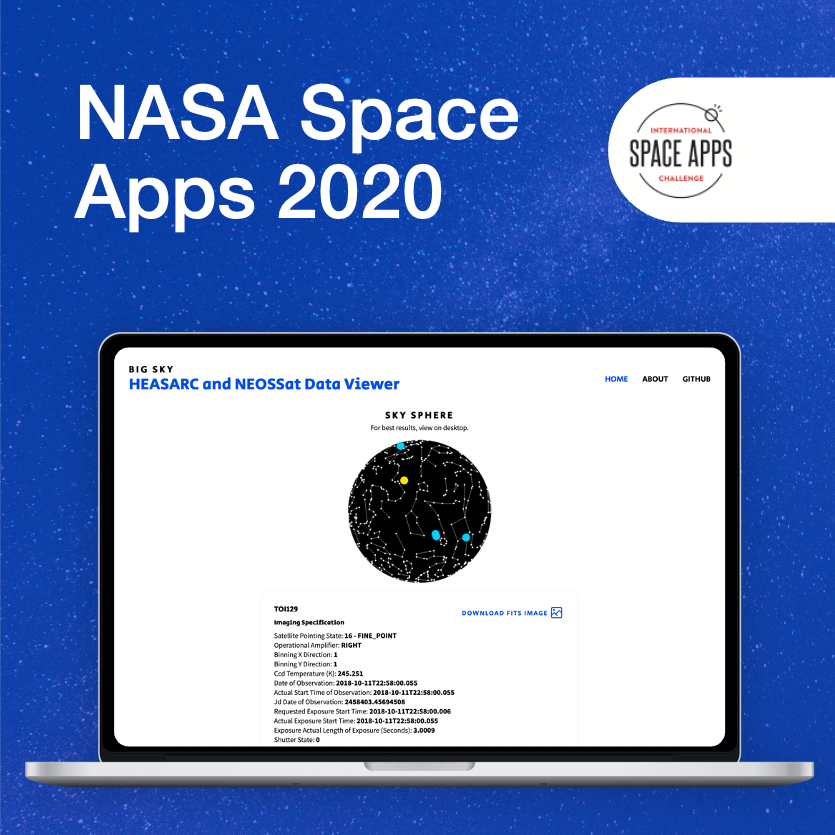 NASA Space
Apps 2020
INTERNATIONAL
SPACE APPS
CHALLENGE
BIG SKY
HEASARC and NEOSSat Data Viewer
HOME ABOUT GITHUB
SKY SPHERE
For best results, view on desktop.
TOI129
DOWNLOAD FITS IMAGE
Imaging Specification
Satellite Pointing State: 16 - FINE_POINT
Operational Amplifier: RIGHT
Binning X Direction: 1
Binning Y Direction: 1
Ccd Temperature (K): 245.251
Date of Observation: 2018-10-11T22:58:00.055
Actual Start Time of Observation: 2018-10-11T22:58:00.055
Jd Date of Observation: 2458403.45694508
Requested Exposure Start Time: 2018-10-11T22:58:00.006
Actual Exposure Start Time: 2018-10-11T22:58:00.055
Exposure Actual Length of Exposure (Seconds): 3.0009
Shutter State: 0